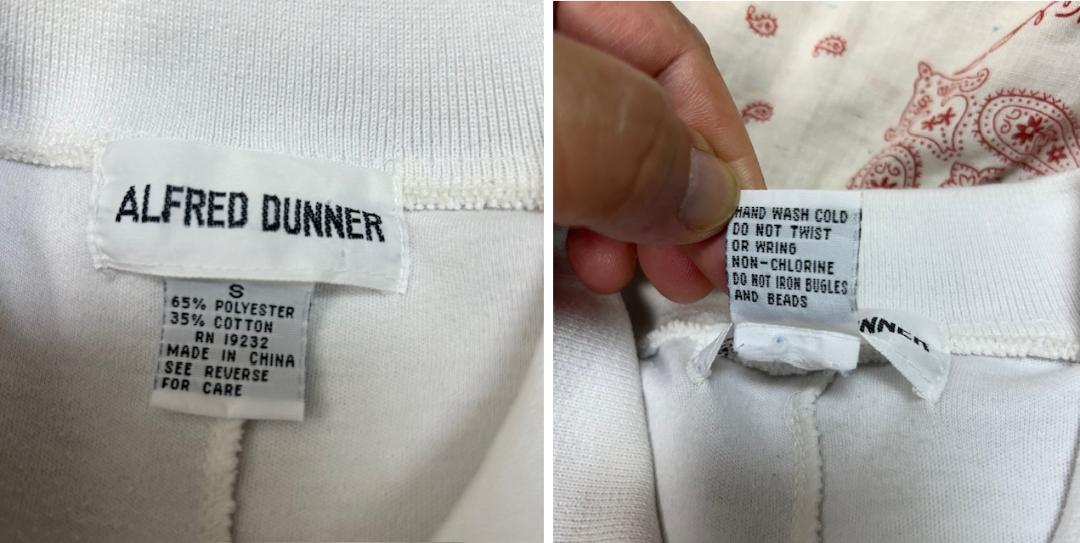 ALFRED DUNNER
S
65% POLYESTER
35% COTTON
RN 19232
MADE IN CHINA
SEE REVERSE
FOR CARE
HAND WASH COLD
DO NOT TWIST
OR WRING
NON-CHLORINE
DO NOT IRON BUGLES
AND BEADS
NNER